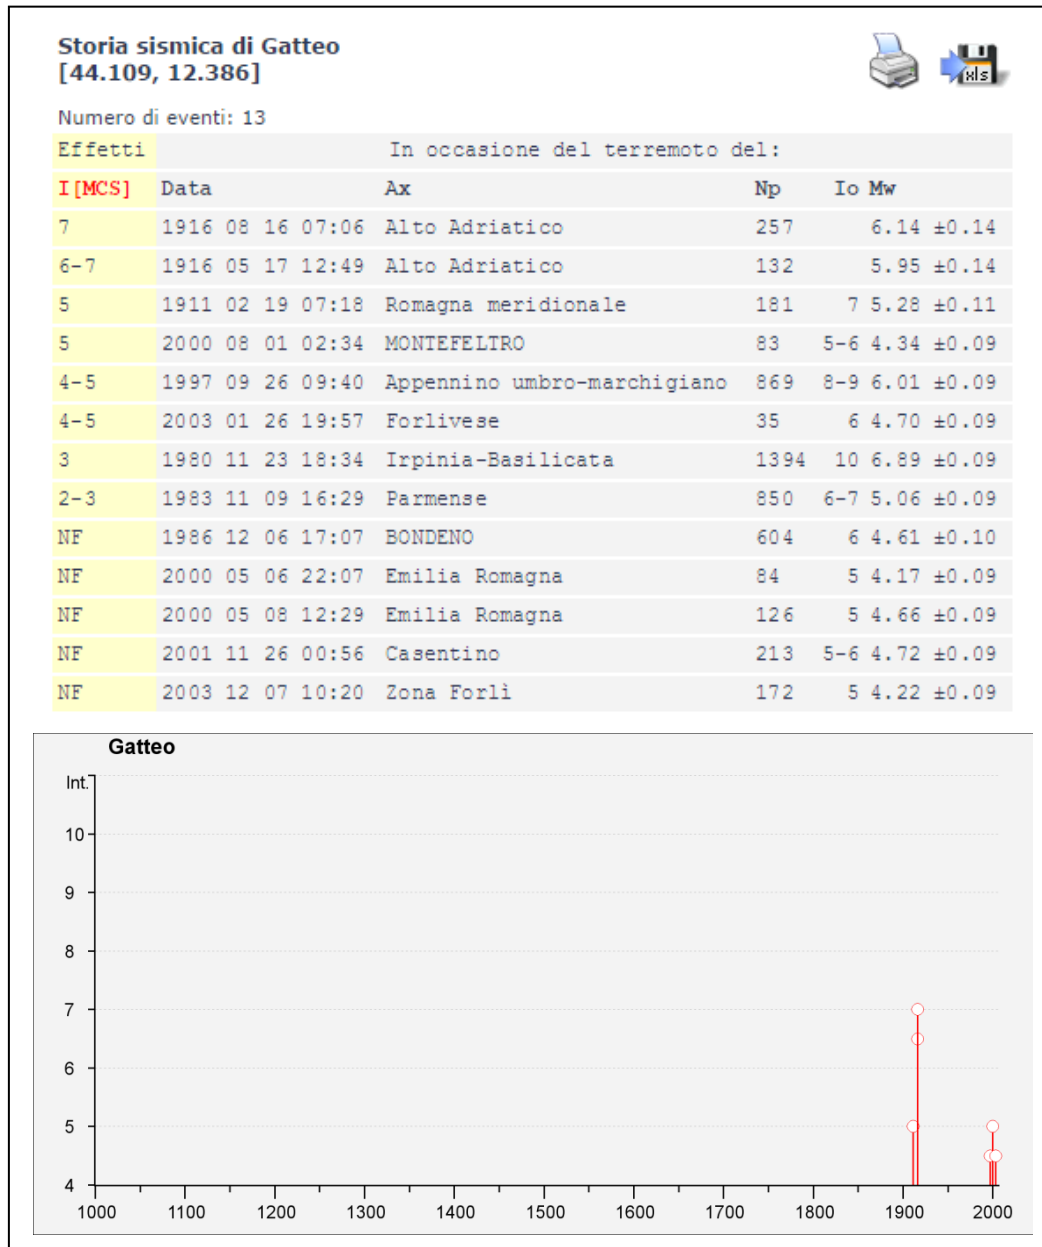 Storia sismica di Gatteo
[44.109, 12.386]
xls
Numero di eventi: 13
Effetti In occasione del terremoto del:
I[MCS] Data Ax Np Io Mw
7 1916 08 16 07:06 Alto Adriatico 257 6.14 ±0.14
6-7 1916 05 17 12:49 Alto Adriatico 132 5.95 ±0.14
5 1911 02 19 07:18 Romagna meridionale 181 7 5.28 ±0.11
5 2000 08 01 02:34 MONTEFELTRO 83 5-6 4.34 ±0.09
4-5 1997 09 26 09:40 Appennino umbro-marchigiano 869 8-9 6.01 ±0.09
4-5 2003 01 26 19:57 Forlivese 35 6 4.70 ±0.09
3 1980 11 23 18:34 Irpinia-Basilicata 1394 10 6.89 ±0.09
2-3 1983 11 09 16:29 Parmense 850 6-7 5.06 ±0.09
NF 1986 12 06 17:07 BONDENO 604 6 4.61 ±0.10
NF 2000 05 06 22:07 Emilia Romagna 84 5 4.17 ±0.09
NF 2000 05 08 12:29 Emilia Romagna 126 5 4.66 ±0.09
NF 2001 11 26 00:56 Casentino 213 5-6 4.72 ±0.09
NF 2003 12 07 10:20 Zona Forlì 172 5 4.22 ±0.09
Gatteo
Int.
10
9
8
7
6
5
4
1000 1100 1200 1300 1400 1500 1600 1700 1800 1900 2000